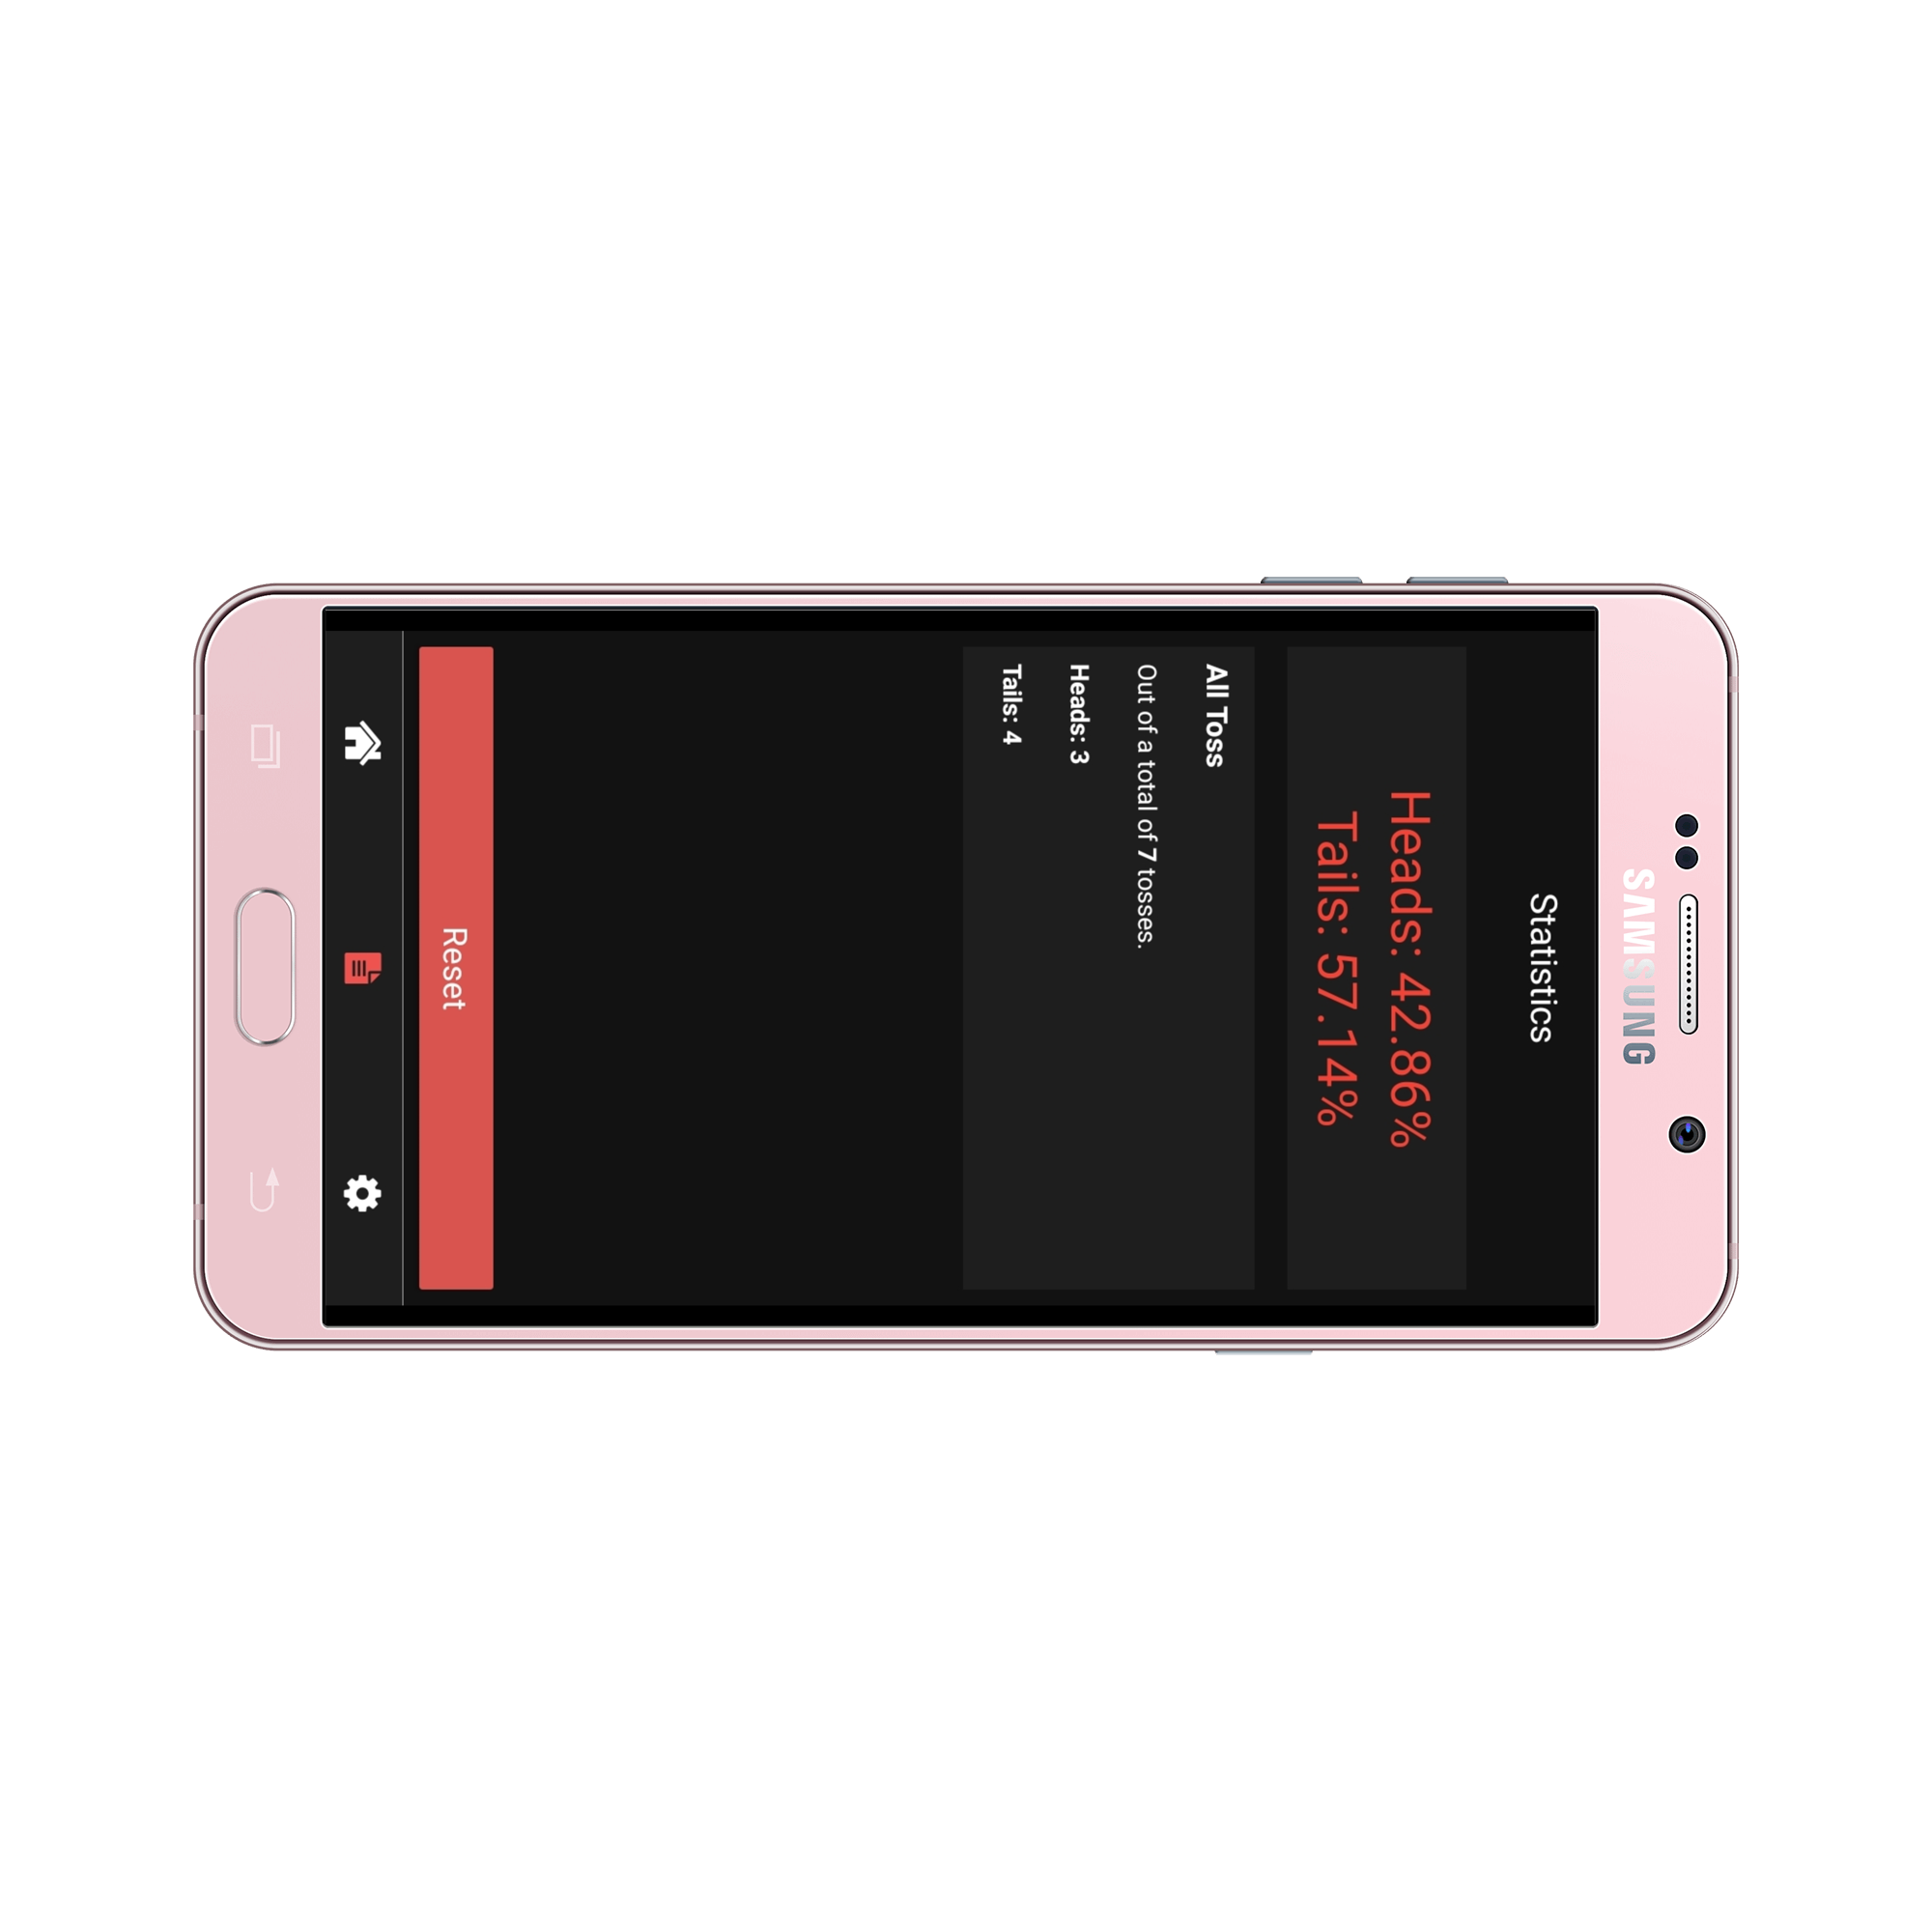 SAMSUNG
Statistics
Heads: 42.86%
Tails: 57.14%
All Toss
Out of a total of 7 tosses.
Heads: 3
Tails: 4
Reset